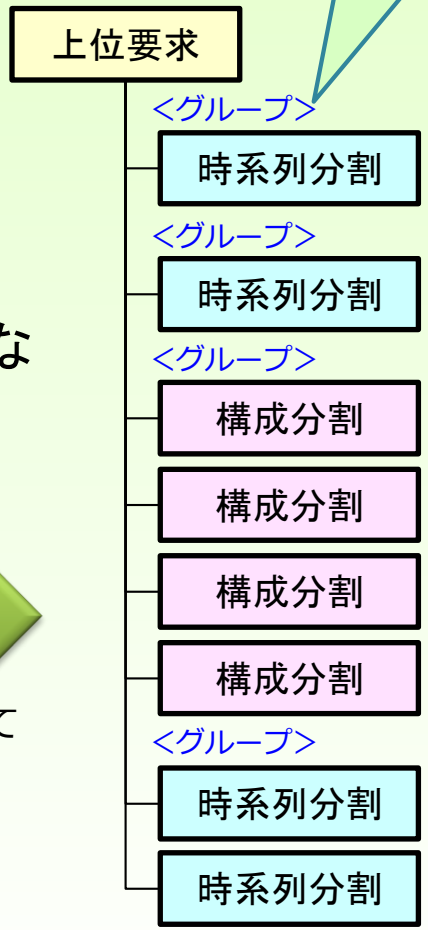 上位要求
<グループ>
時系列分割
<グループ>
時系列分割
な
<グループ>
構成分割
構成分割
構成分割
構成分割
て
<グループ>
時系列分割
時系列分割